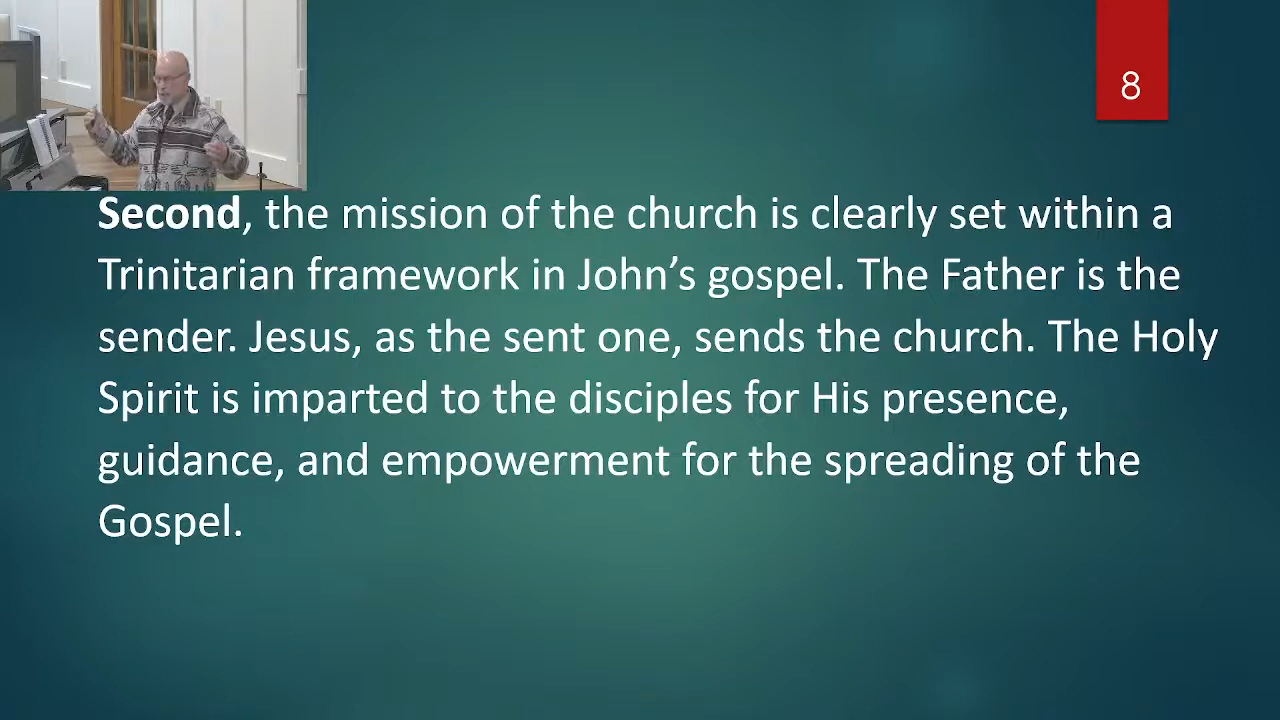 8
Second, the mission of the church is clearly set within a
Trinitarian framework in John’s gospel. The Father is the
sender. Jesus, as the sent one, sends the church. The Holy
Spirit is imparted to the disciples for His presence,
guidance, and empowerment for the spreading of the
Gospel.